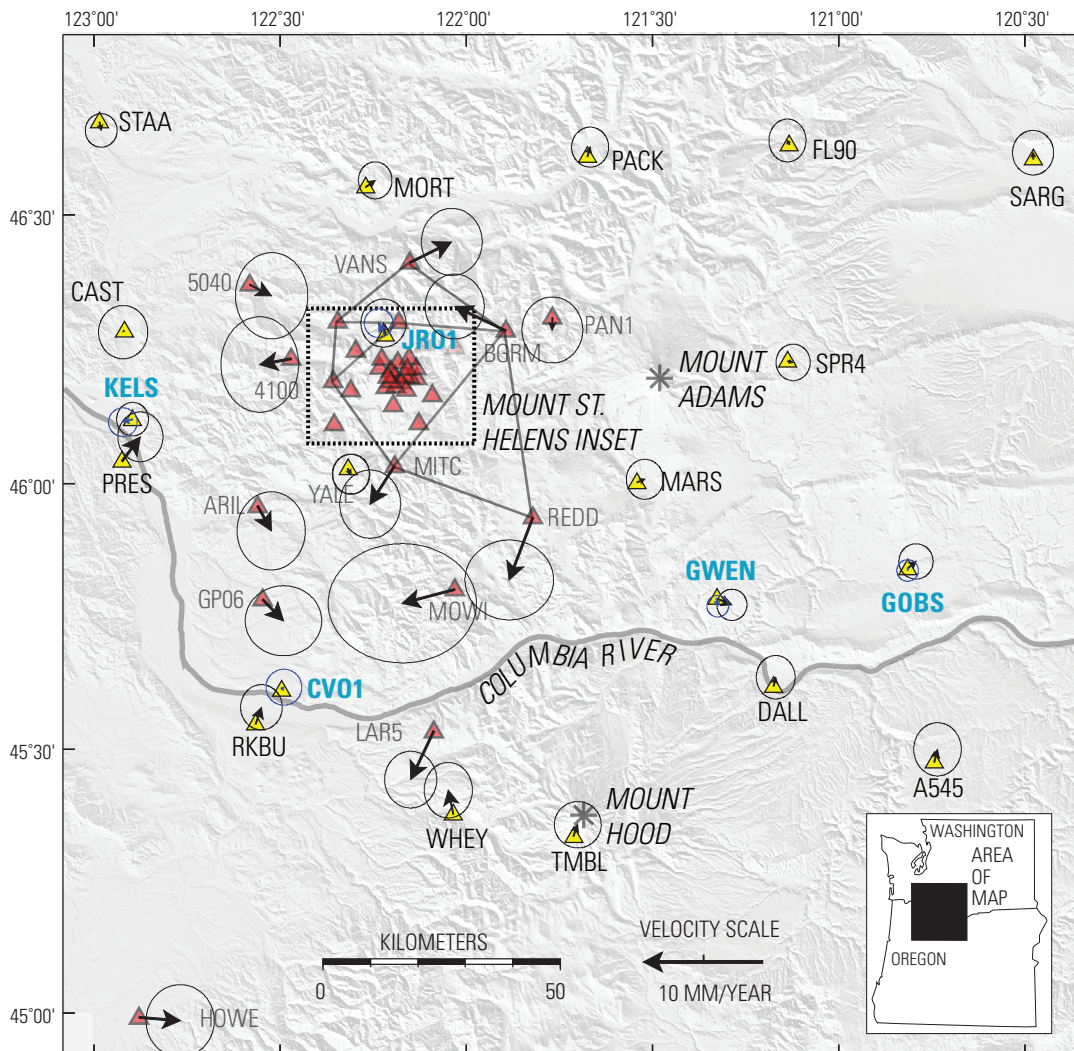 123°00'
122°30'
122°00'
121°30'
121°00'
120°30'
STAA
PACK
FL90
SARG
MORT
46°30'
VANS
5040
CAST
PAN1
JRO1
BGRM
4100
SPR4
MOUNT
ADAMS
KELS
MOUNT ST.
HELENS INSET
PRES
MITC
YALE
MARS
46°00'
ARIL
REDD
GWEN
GOBS
GP06
MOWI
COLUMBIA RIVER
CVO1
DALL
RKBU
LAR5
45°30'
A545
MOUNT
HOOD
WHEY
TMBL
WASHINGTON
AREA
OF
MAP
OREGON
KILOMETERS
0
50
VELOCITY SCALE
10 MM/YEAR
45°00'
HOWE